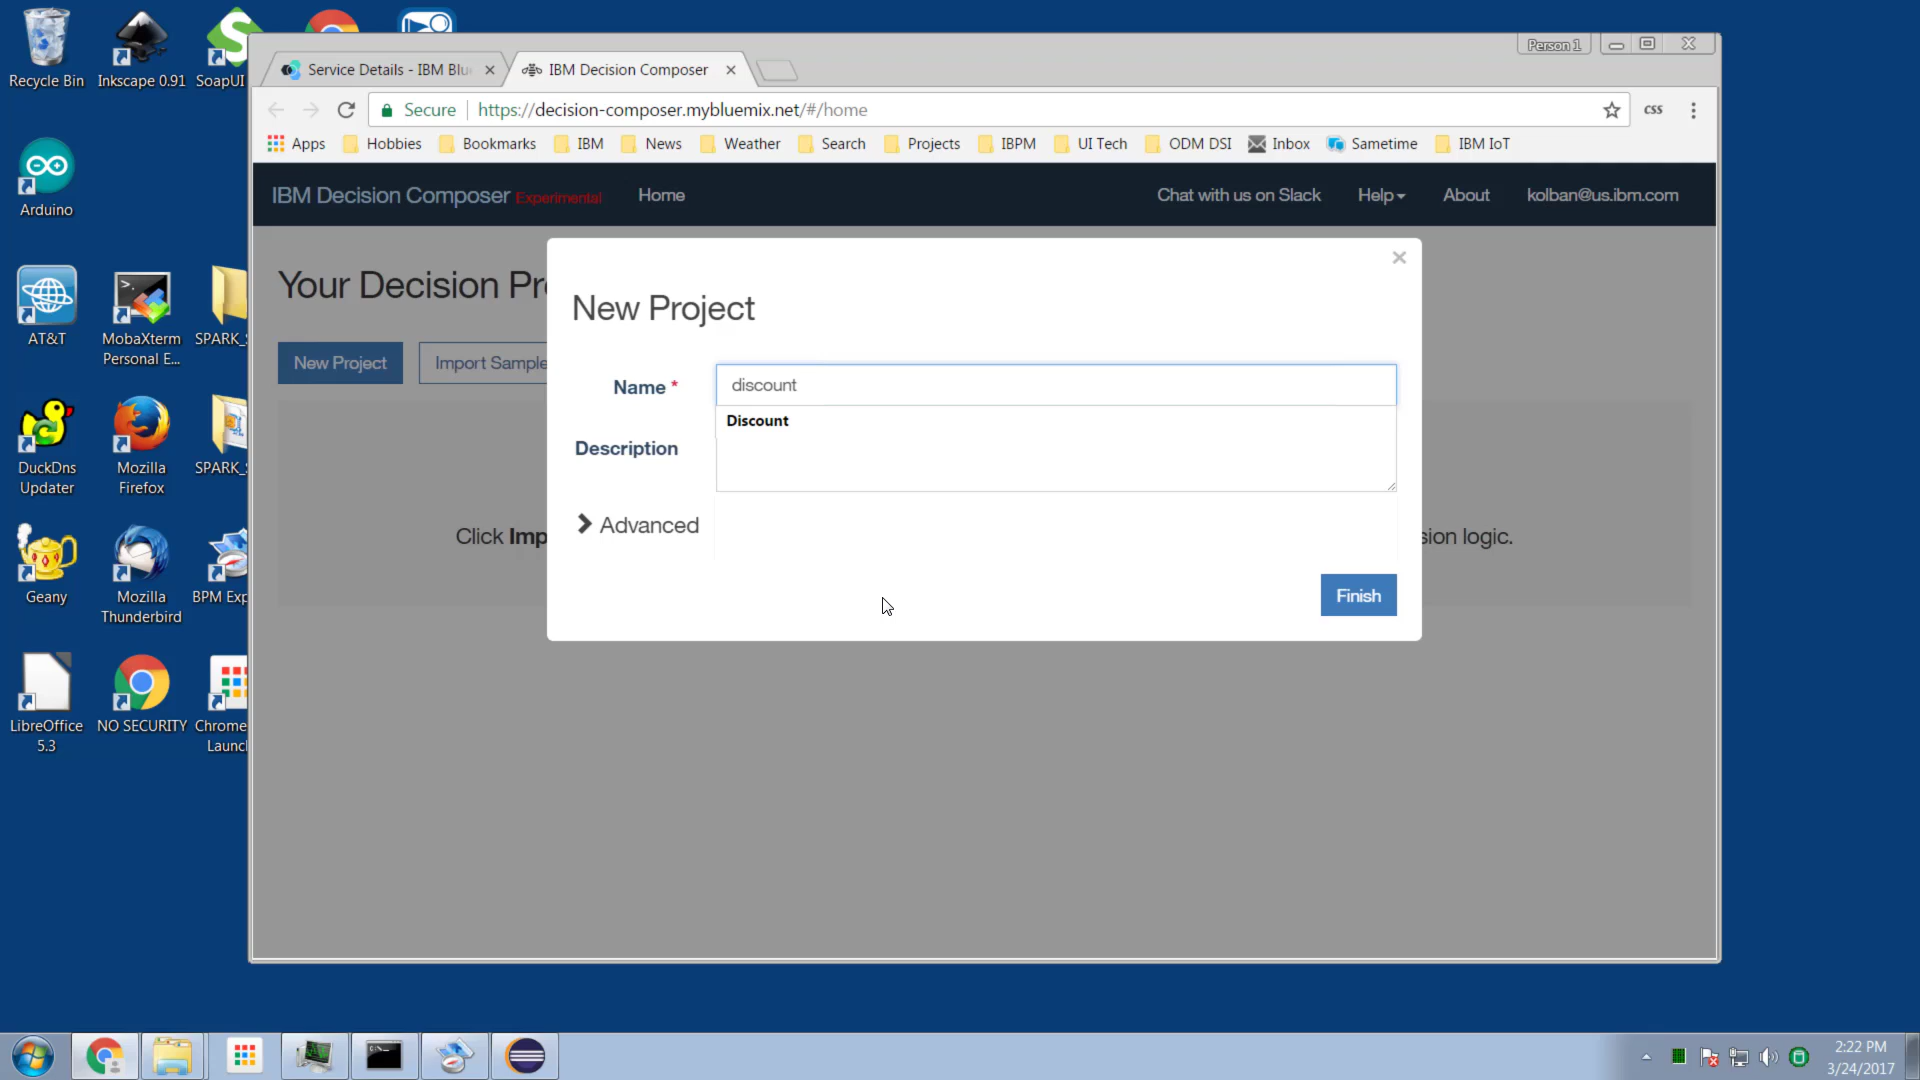 Recycle Bin
Inkscape 0.91
SoapUI
Arduino
AT&T
MobaXterm
Personal E...
SPARK_
DuckDns
Updater
Mozilla
Firefox
SPARK_
Geany
Mozilla
Thunderbird
BPM Exp
LibreOffice
5.3
NO SECURITY
Chrome
Launc
Person 1
Service Details - IBM Blu
IBM Decision Composer
Secure
https://decision-composer.mybluemix.net/#/home
css
Apps
Hobbies
Bookmarks
IBM
News
Weather
Search
Projects
IBPM
UI Tech
ODM DSI
Inbox
Sametime
IBM IoT
IBM Decision Composer Experimental
Home
Chat with us on Slack
Help
About
kolban@us.ibm.com
Your Decision Pr
New Project
Import Sample
Click Imp
sion logic.
New Project
Name *
discount
Discount
Description
Advanced
Finish
2:22 PM
3/24/2017